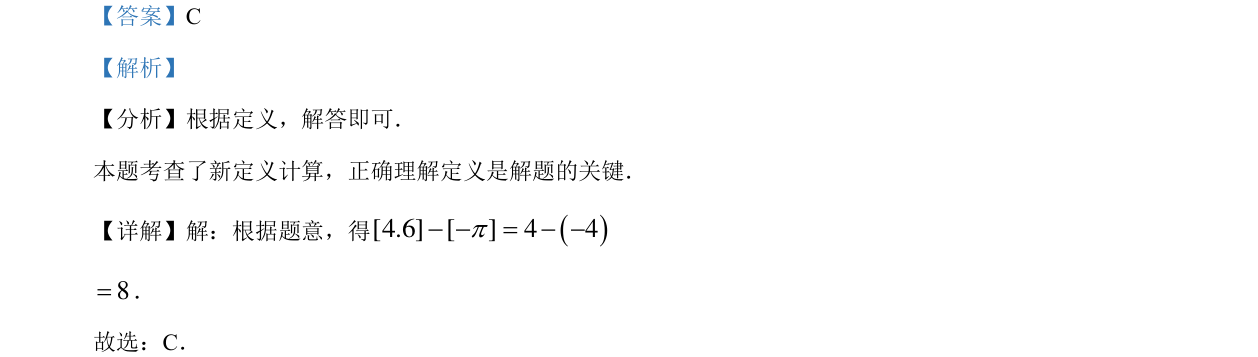 【答案】C
【解析】
【分析】根据定义，解答即可．
本题考查了新定义计算，正确理解定义是解题的关键．
【详解】解：根据题意，得[4.6]−[−π]=4−(−4)
=8．
故选：C．